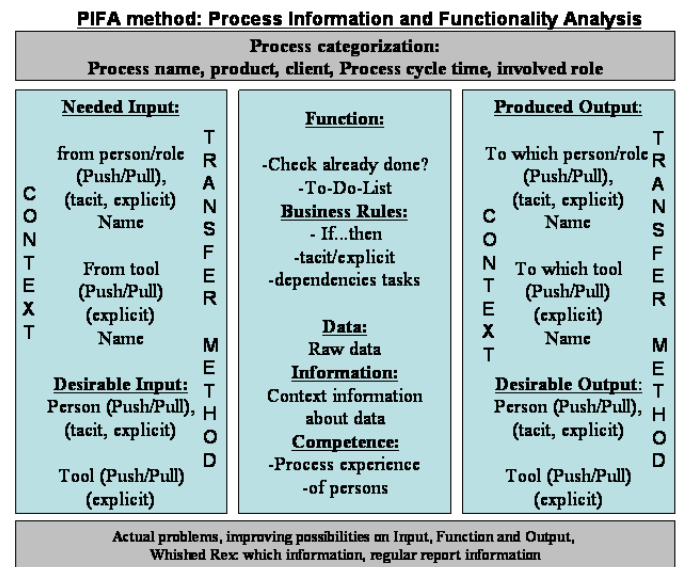 PIFA method: Process Information and Functionality Analysis
Process categorization:
Process name, product, client, Process cycle time, involved role
Needed Input:
from person/role
(Push/Pull),
(tacit, explicit)
Name
From tool
(Push/Pull)
(explicit)
Name
Desirable Input:
Person (Push/Pull),
(tacit, explicit)
Tool (Push/Pull)
(explicit)
CONTEXT
TRANSFER METHOD
Function:
-Check already done?
-To-Do-List
Business Rules:
- If...then
-tacit/explicit
-dependencies tasks
Data:
Raw data
Information:
Context information
about data
Competence:
-Process experience
-of persons
Produced Output:
To which person/role
(Push/Pull),
(tacit, explicit)
Name
To which tool
(Push/Pull)
(explicit)
Name
Desirable Output:
Person (Push/Pull),
(tacit, explicit)
Tool (Push/Pull)
(explicit)
CONTEXT
TRANSFER METHOD
Actual problems, improving possibilities on Input, Function and Output,
Whished Rex: which information, regular report information